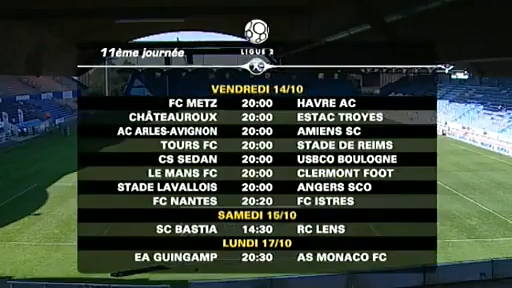 11ème journée
LIGUE 2
VENDREDI 14/10
FC METZ 20:00 HAVRE AC
CHÂTEAUROUX 20:00 ESTAC TROYES
AC ARLES-AVIGNON 20:00 AMIENS SC
TOURS FC 20:00 STADE DE REIMS
CS SEDAN 20:00 USBCO BOULOGNE
LE MANS FC 20:00 CLERMONT FOOT
STADE LAVALLOIS 20:00 ANGERS SCO
FC NANTES 20:20 FC ISTRES
SAMEDI 15/10
SC BASTIA 14:30 RC LENS
LUNDI 17/10
EA GUINGAMP 20:30 AS MONACO FC